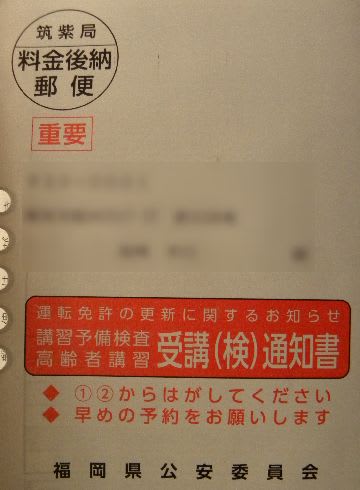 筑紫局
料金後納
郵便
重要
運転免許の更新に関するお知らせ
講習予備検査
高齢者講習
受講(検)通知書
◆ ①②からはがしてください
◆ 早めの予約をお願いします
福岡県公安委員会